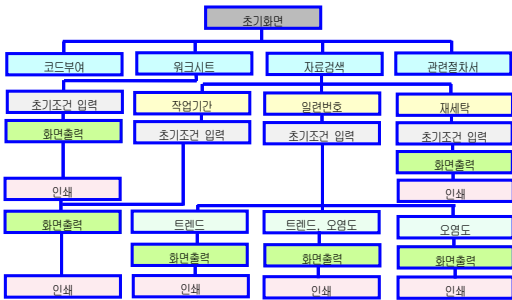 초기화면
코드부여
워크시트
자료검색
관련절차서
초기조건 입력
작업기간
일련번호
재세탁
화면출력
초기조건 입력
초기조건 입력
초기조건 입력
화면출력
인쇄
인쇄
화면출력
트렌드
트렌드, 오염도
오염도
화면출력
화면출력
화면출력
인쇄
인쇄
인쇄
인쇄